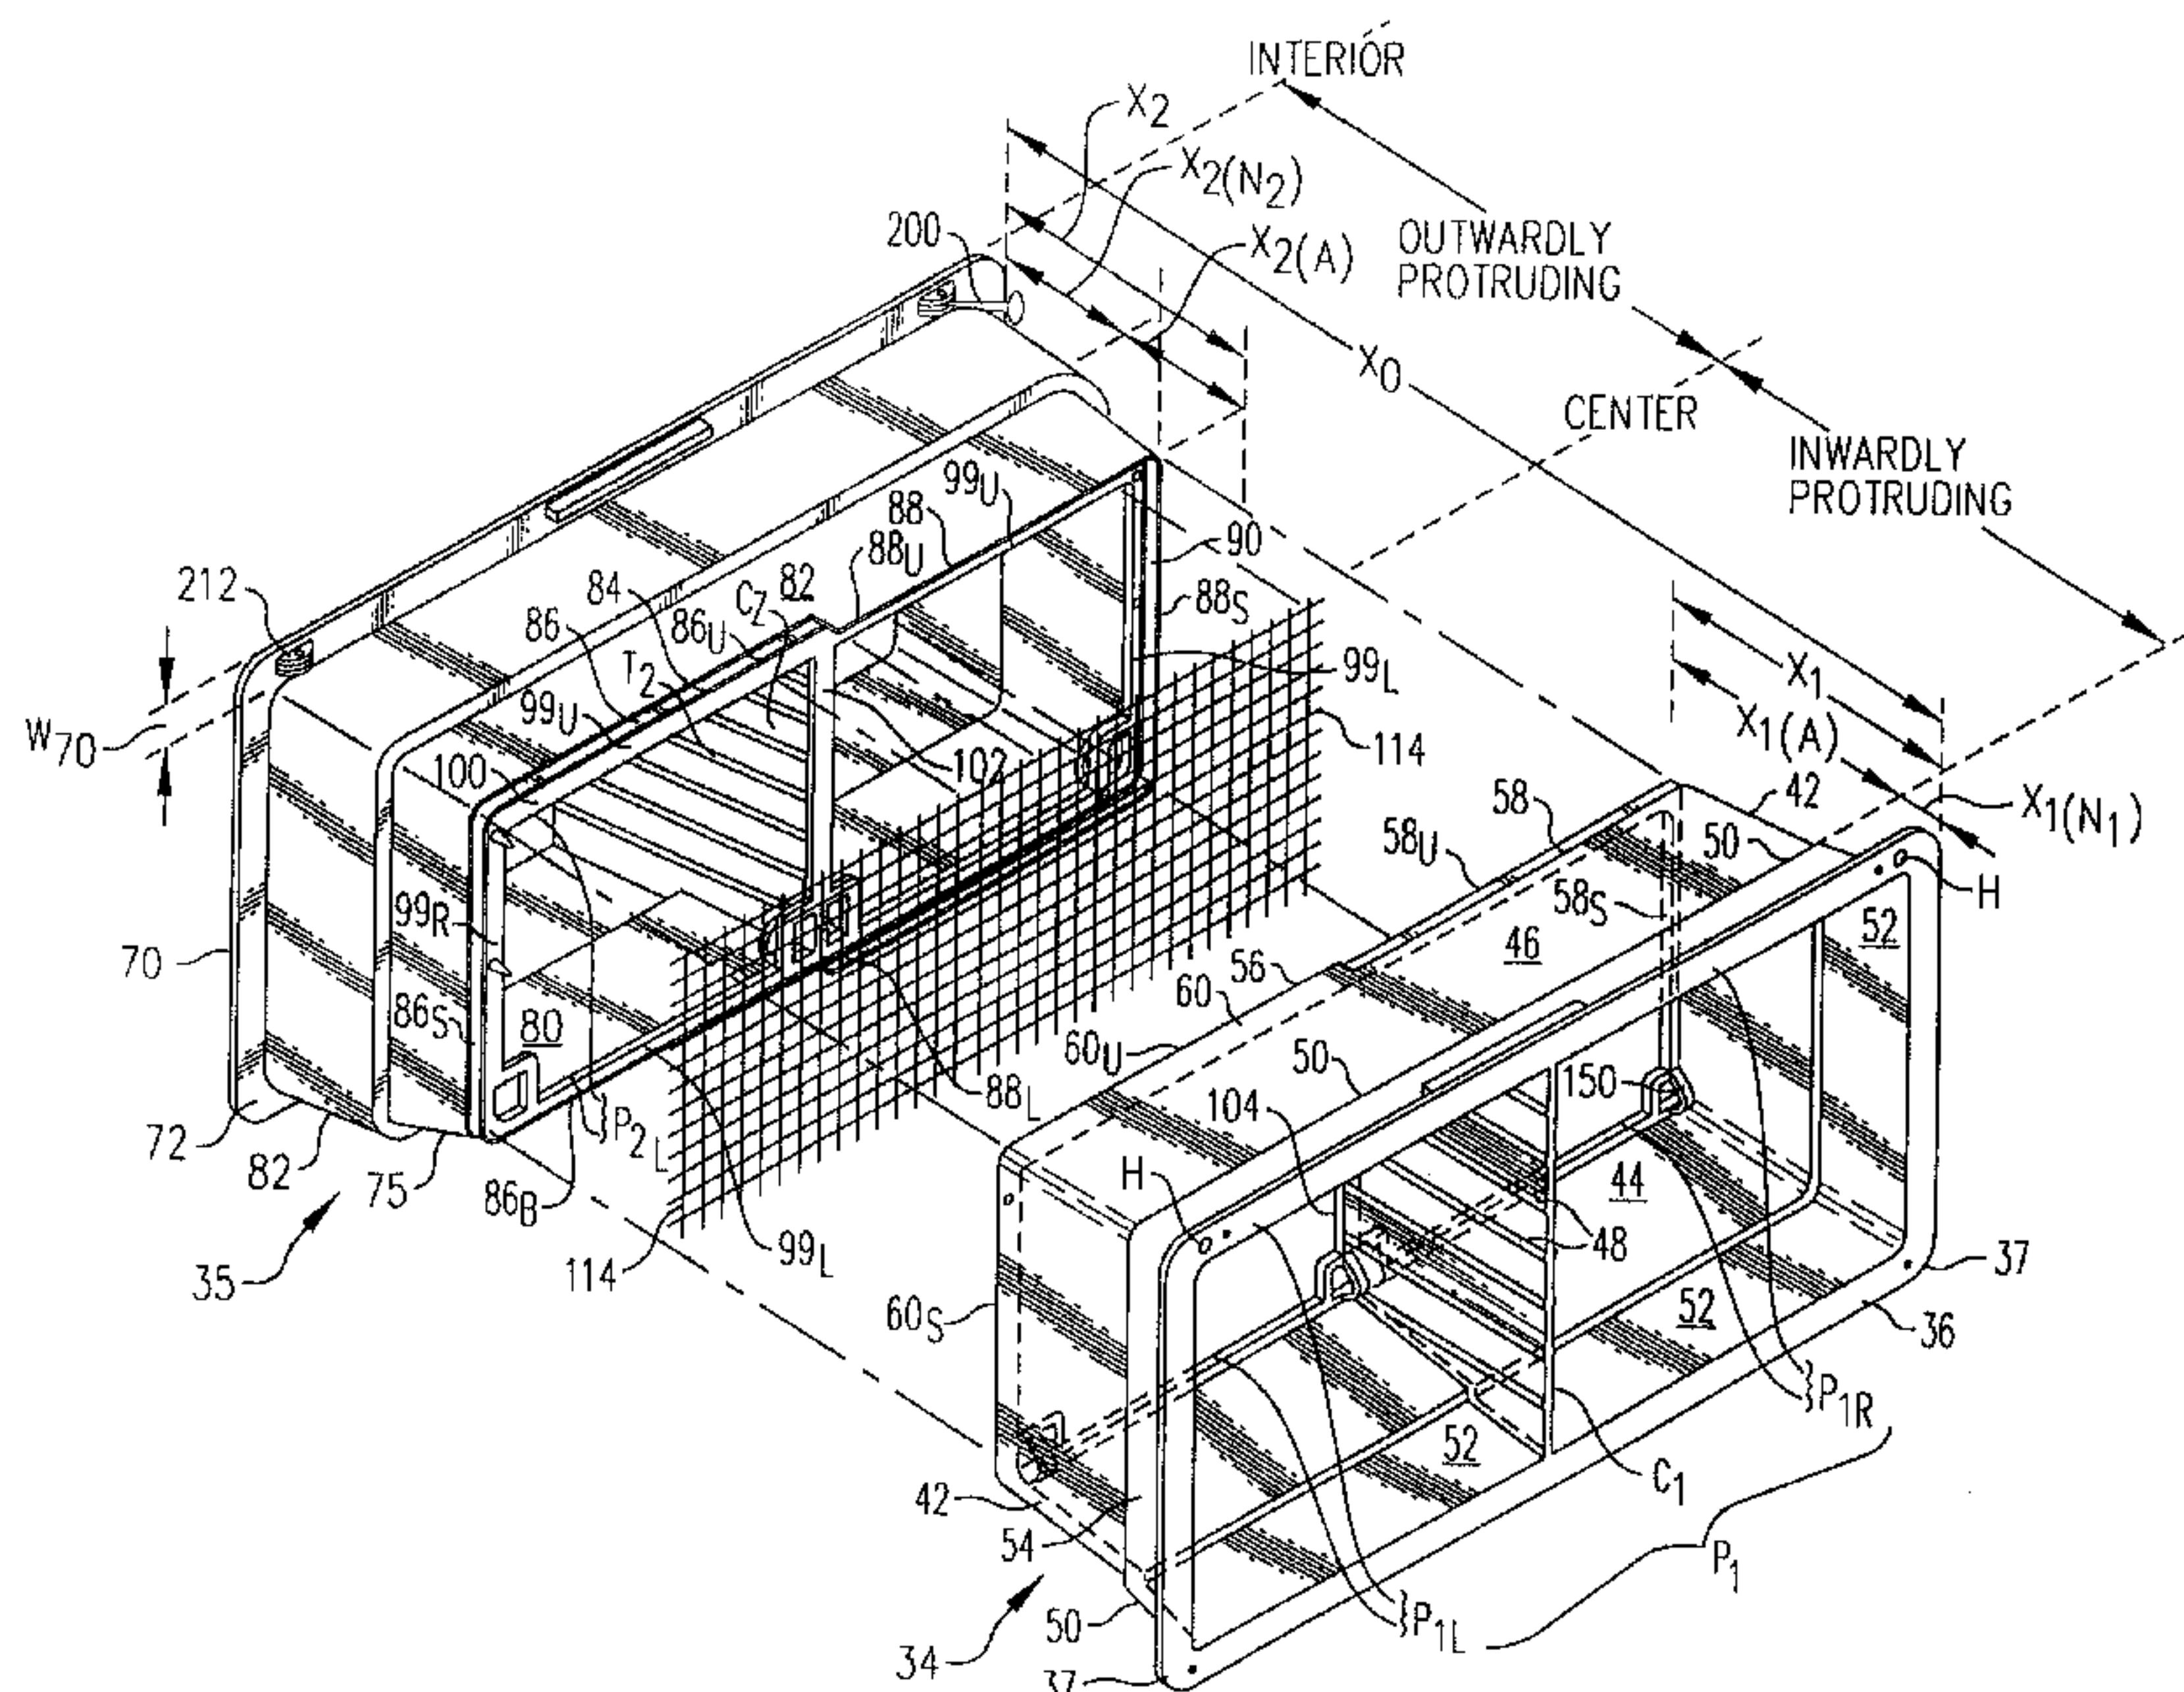 INTERIOR
X2
X2(N2)
200
X2(A)
OUTWARDLY
PROTRUDING
X0
CENTER
INWARDLY
PROTRUDING
99U
88
88U
90
82
84
CZ
212
86
86U
88S
T2
99L
X1
W70
99U
X1(A)
100
102
114
42
58
X1(N1)
58U
50
58S
H
99R
46
52
70
56
60
86S
80
60U
50
88L
150
104
P2L
72
44
82
H
75
86B
48
99L
37
114
35
60S
52
36
P1R
52
C1
42
54
P1
50
P1L
34
37